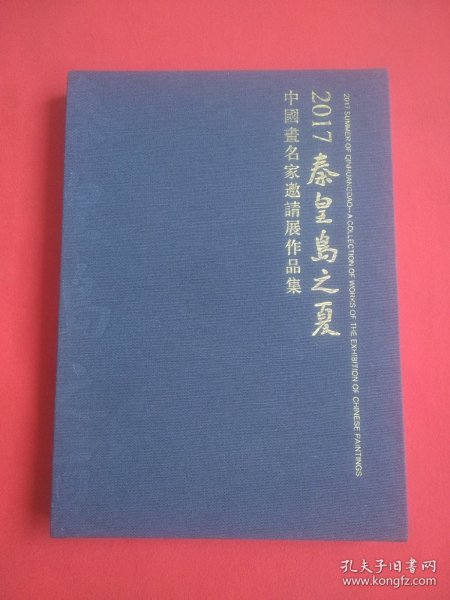 2017 SUMMER OF QINHUANGDAO—A COLLECTION OF WORKS OF THE EXHIBITION OF CHINESE PAINTINGS
2017 秦皇島之夏
中國畫名家邀請展作品集
孔夫子旧书网
www.kongfz.com